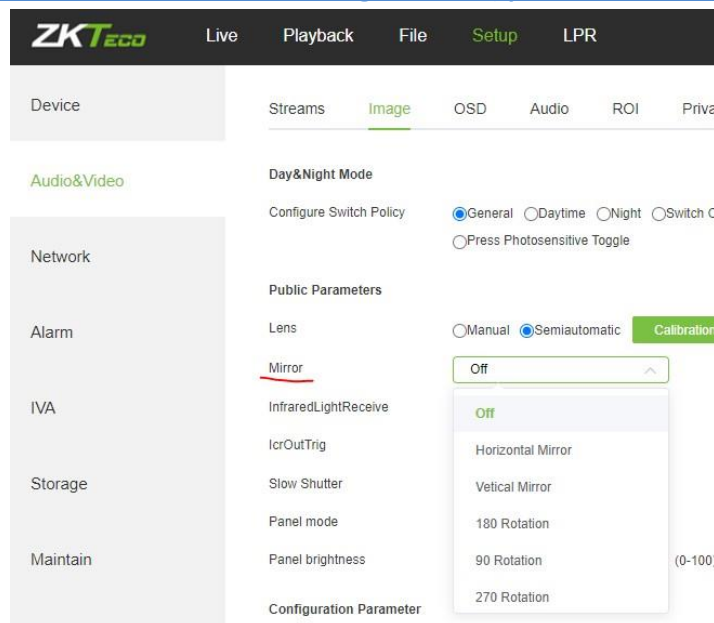 ZKTeco Live Playback File Setup LPR
Device
Audio&Video
Network
Alarm
IVA
Storage
Maintain
Streams Image OSD Audio ROI Priva
Day&Night Mode
Configure Switch Policy General Daytime Night Switch C
Press Photosensitive Toggle
Public Parameters
Lens Manual Semiautomatic Calibration
Mirror Off
InfraredLightReceive Off
Horizontal Mirror
IcrOutTrig
Slow Shutter Vetical Mirror
Panel mode 180 Rotation
Panel brightness 90 Rotation (0-100)
270 Rotation
Configuration Parameter